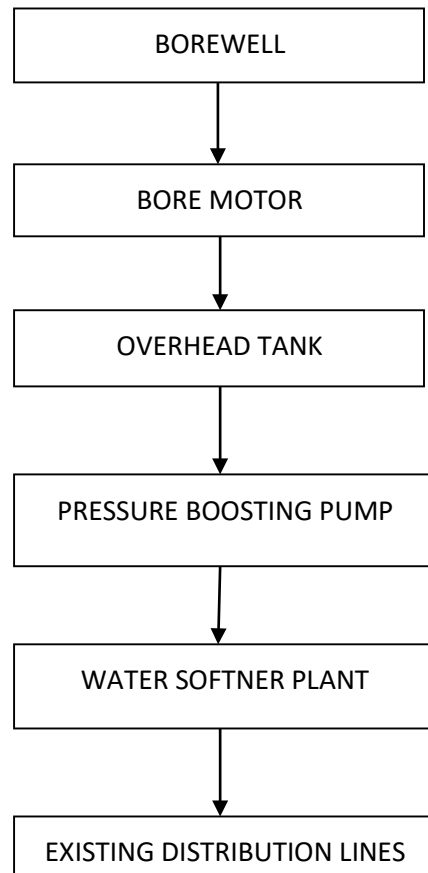 BOREWELL
BORE MOTOR
OVERHEAD TANK
PRESSURE BOOSTING PUMP
WATER SOFTNER PLANT
EXISTING DISTRIBUTION LINES